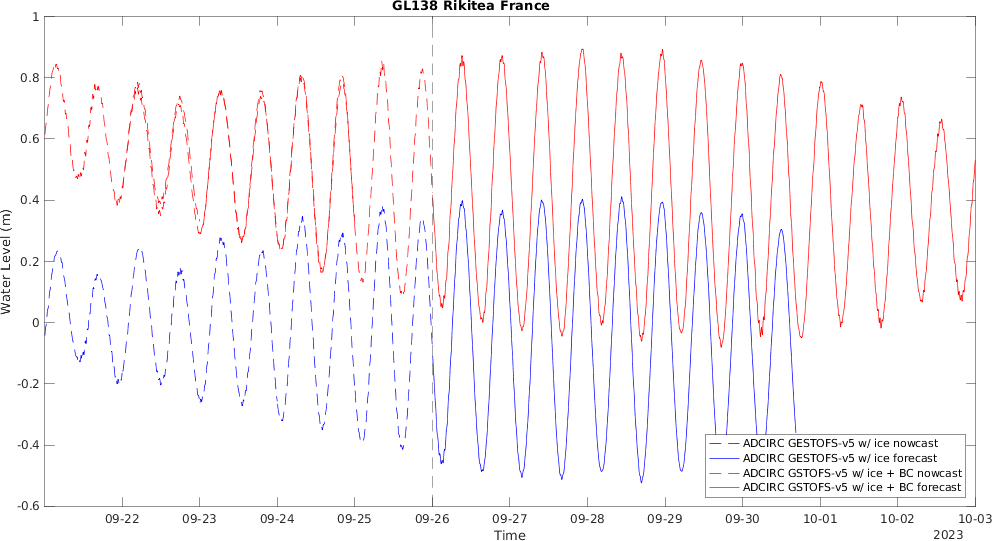 GL138 Rikitea France
Water Level (m)
1
0.8
0.6
0.4
0.2
0
-0.2
-0.4
-0.6
ADCIRC GESTOFS-v5 w/ ice nowcast
ADCIRC GESTOFS-v5 w/ ice forecast
ADCIRC GSTOFS-v5 w/ ice + BC nowcast
ADCIRC GSTOFS-v5 w/ ice + BC forecast
09-22 09-23 09-24 09-25 09-26 09-27 09-28 09-29 09-30 10-01 10-02 10-03
Time
2023